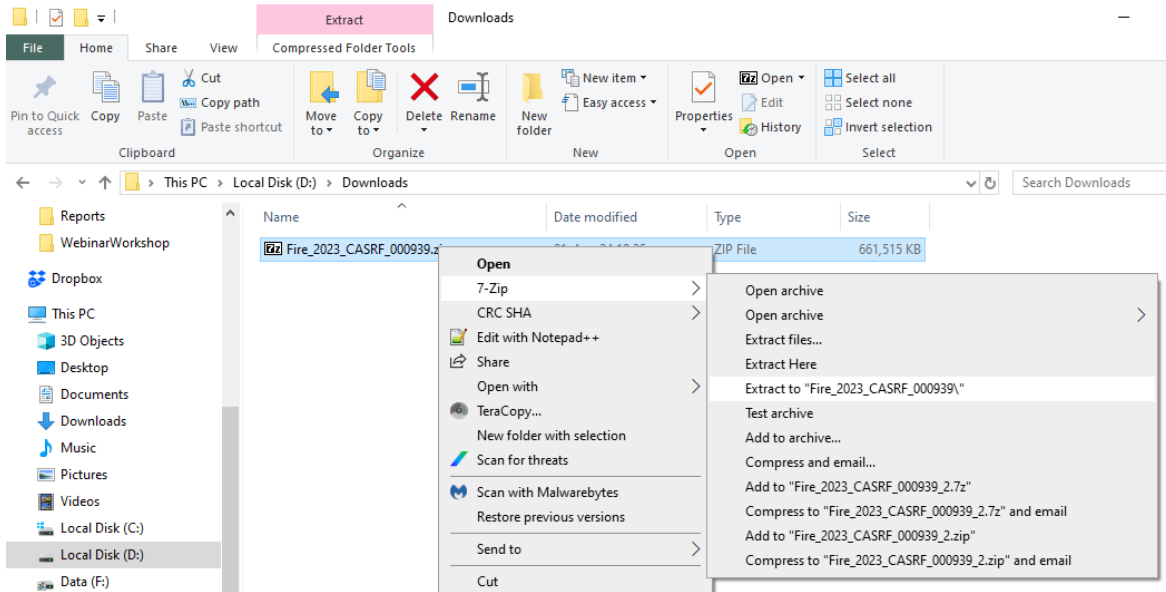 Extract
Downloads
File
Home
Share
View
Compressed Folder Tools
Pin to Quick access
Copy
Paste
Cut
Copy path
Paste shortcut
Clipboard
Move to
Copy to
Delete
Rename
Organize
New folder
New item
Easy access
New
Properties
Open
Edit
History
Open
Select all
Select none
Invert selection
Select
This PC > Local Disk (D:) > Downloads
Search Downloads
Reports
WebinarWorkshop
Dropbox
This PC
3D Objects
Desktop
Documents
Downloads
Music
Pictures
Videos
Local Disk (C:)
Local Disk (D:)
Data (F:)
Name
Date modified
Type
Size
Fire_2023_CASRF_000939.z
ZIP File
661,515 KB
Open
7-Zip
CRC SHA
Edit with Notepad++
Share
Open with
TeraCopy...
New folder with selection
Scan for threats
Scan with Malwarebytes
Restore previous versions
Send to
Cut
Open archive
Open archive
Extract files...
Extract Here
Extract to "Fire_2023_CASRF_000939\"
Test archive
Add to archive...
Compress and email...
Add to "Fire_2023_CASRF_000939_2.7z"
Compress to "Fire_2023_CASRF_000939_2.7z" and email
Add to "Fire_2023_CASRF_000939_2.zip"
Compress to "Fire_2023_CASRF_000939_2.zip" and email